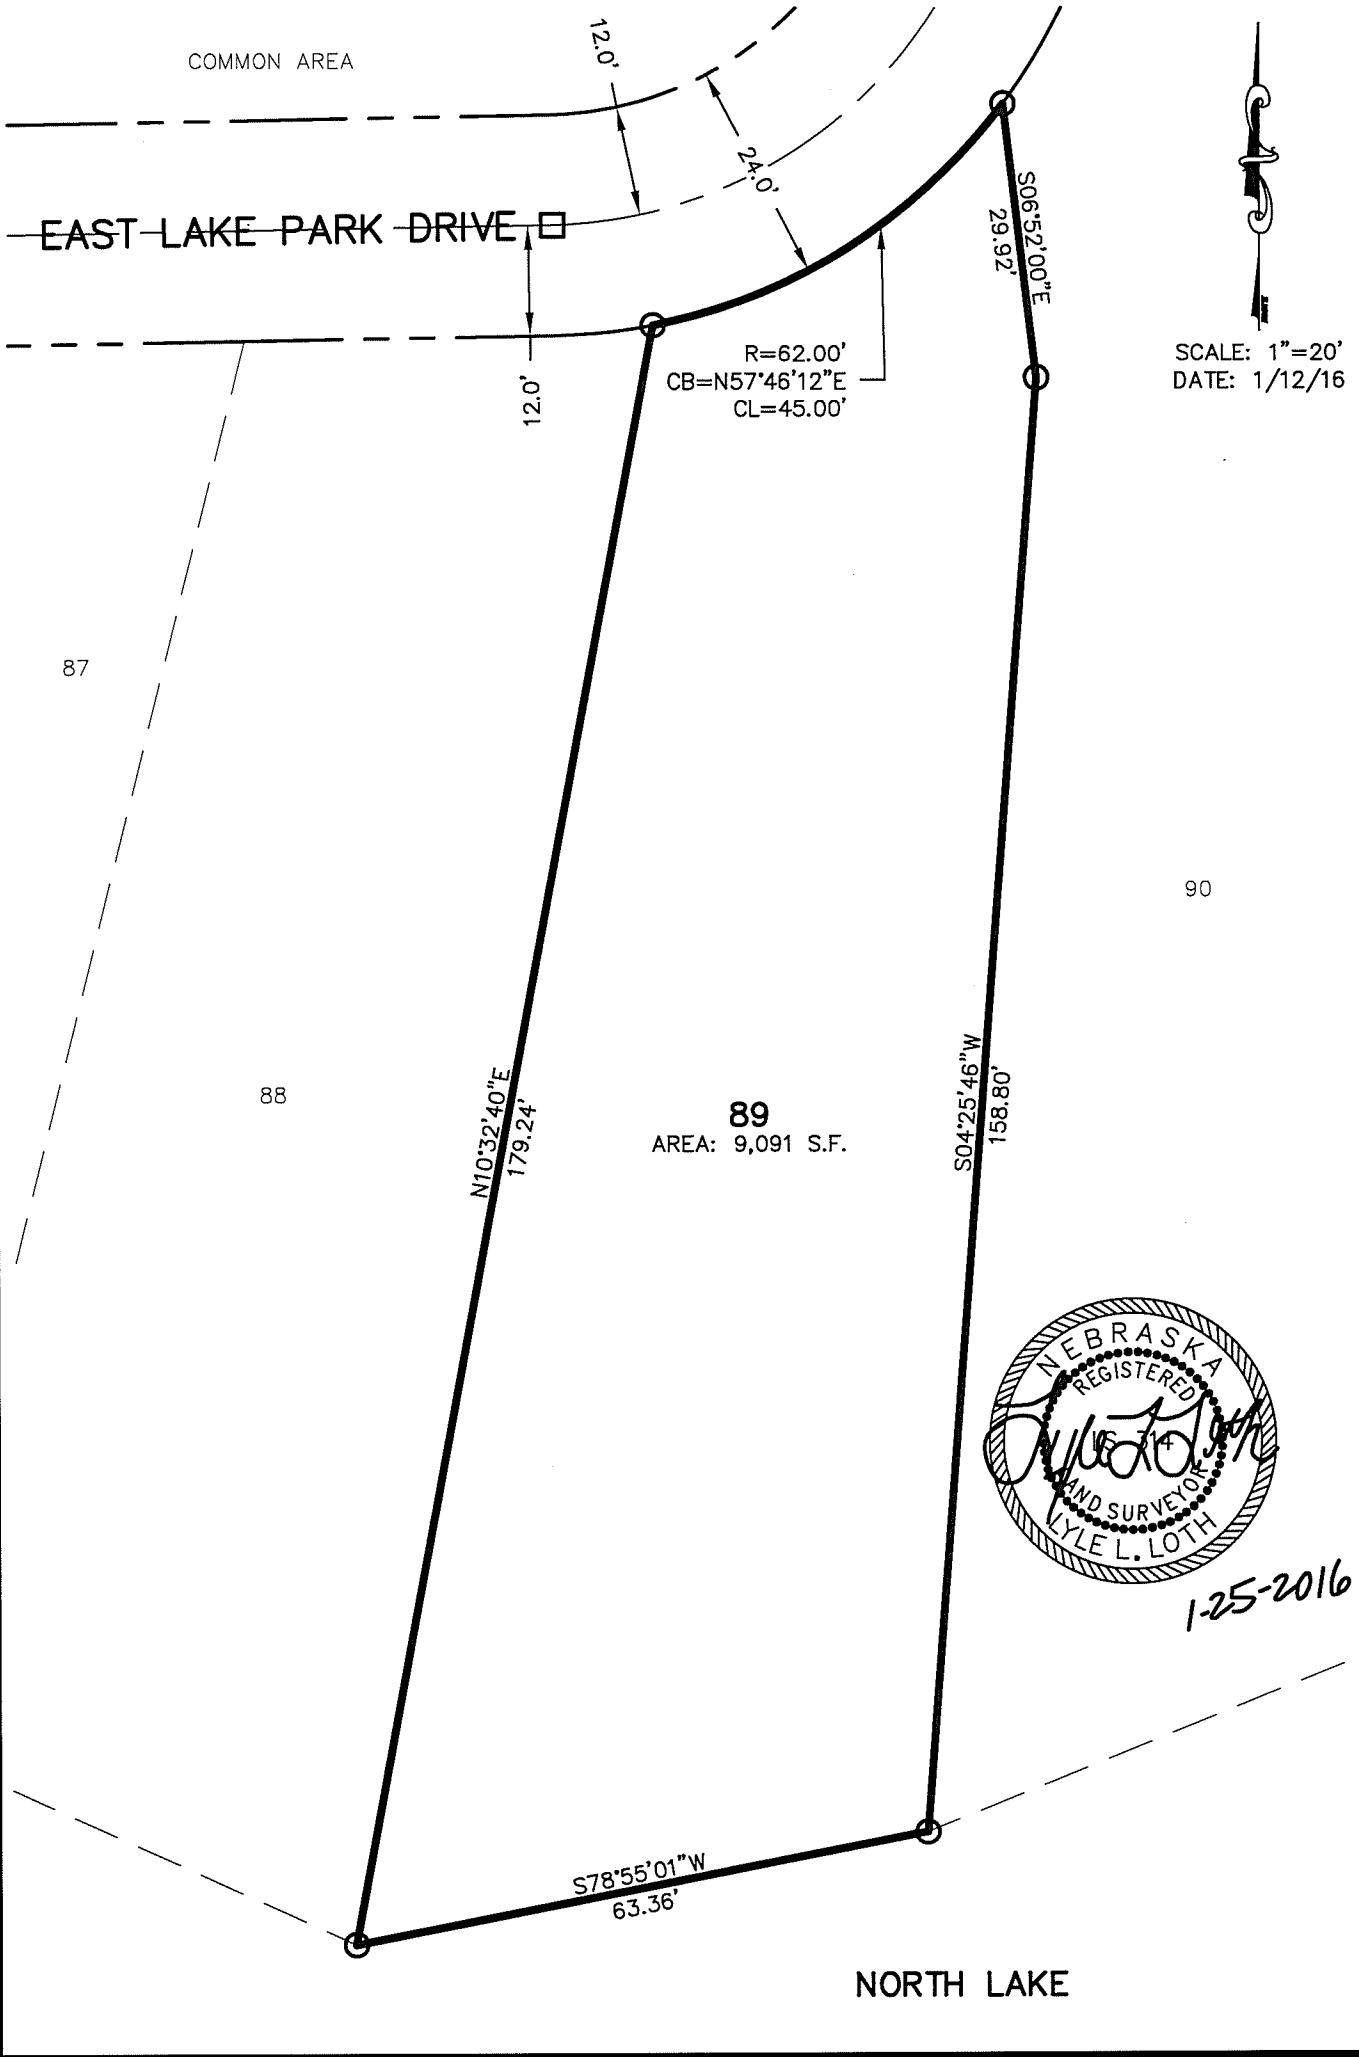 COMMON AREA
12.0'
24.0'
EAST LAKE PARK DRIVE
12.0'
S06°52'00"E
29.92'
R=62.00'
CB=N57°46'12"E
CL=45.00'
SCALE: 1"=20'
DATE: 1/12/16
87
88
90
N10°32'40"E
179.24'
89
AREA: 9,091 S.F.
S04°25'46"W
158.80'
NEBRASKA
REGISTERED
LS 314
LAND SURVEYOR
LYLE L. LOTH
1-25-2016
S78°55'01"W
63.36'
NORTH LAKE